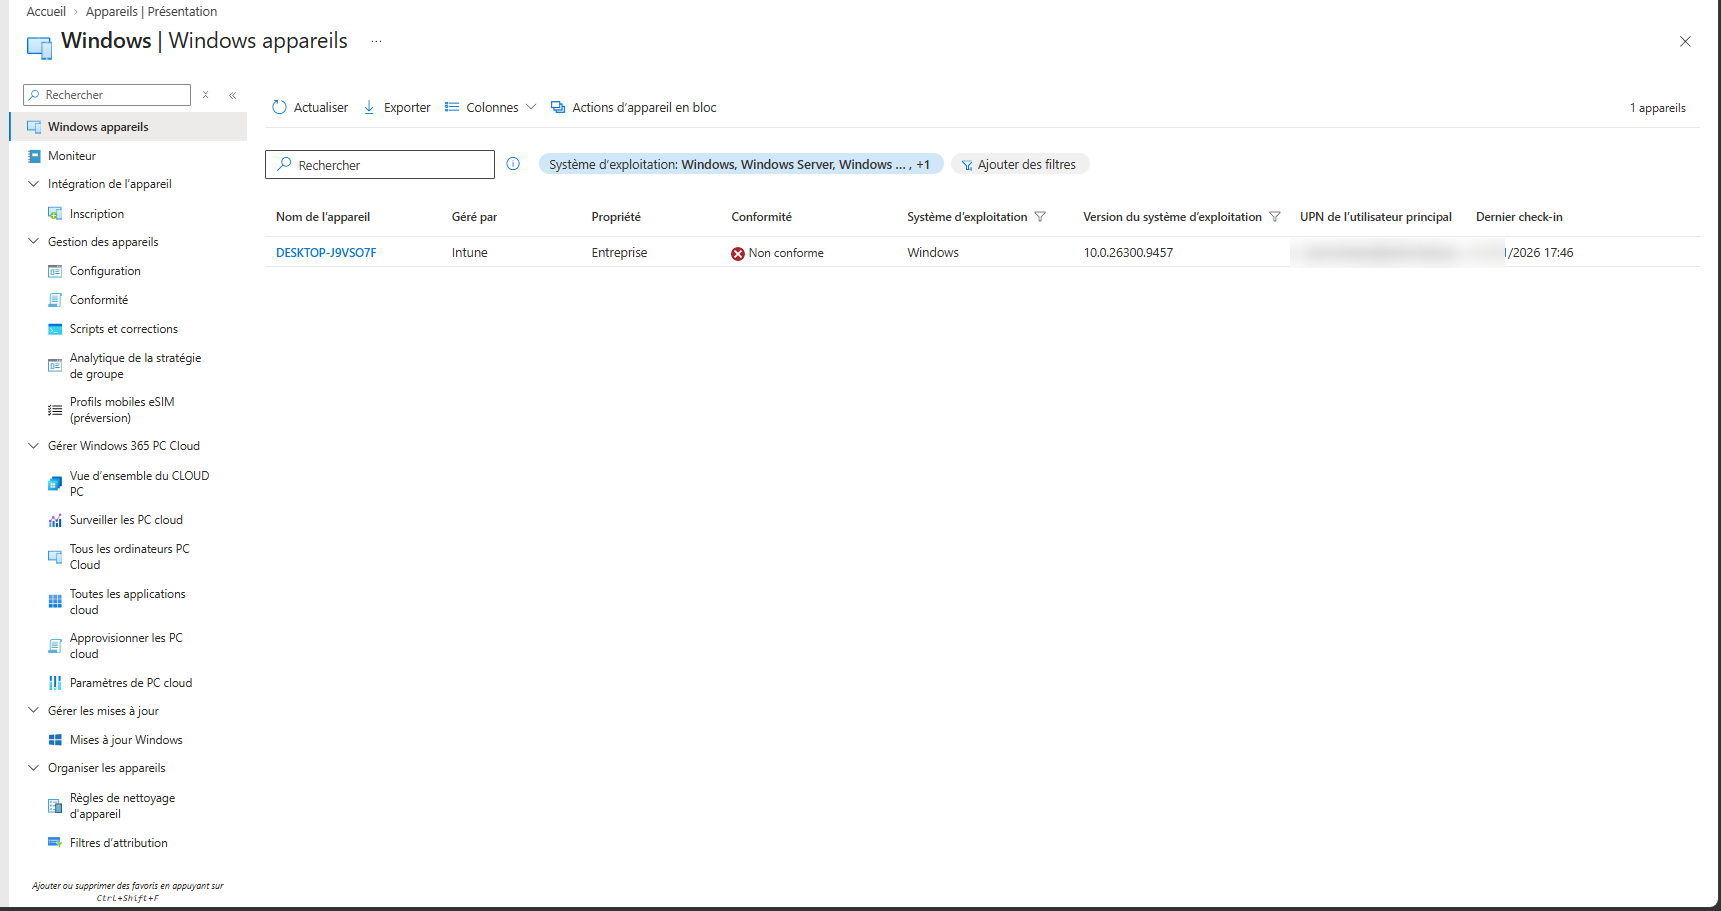 Accueil > Appareils | Présentation
Windows | Windows appareils ...
Rechercher
Windows appareils
Moniteur
Intégration de l'appareil
Inscription
Gestion des appareils
Configuration
Conformité
Scripts et corrections
Analytique de la stratégie
de groupe
Profils mobiles eSIM
(préversion)
Gérer Windows 365 PC Cloud
Vue d'ensemble du CLOUD
PC
Surveiller les PC cloud
Tous les ordinateurs PC
Cloud
Toutes les applications
cloud
Approvisionner les PC
cloud
Paramètres de PC cloud
Gérer les mises à jour
Mises à jour Windows
Organiser les appareils
Règles de nettoyage
d'appareil
Filtres d'attribution
Ajouter ou supprimer des favoris en appuyant sur
Ctrl+Shift+F
Actualiser Exporter Colonnes Actions d'appareil en bloc 1 appareils
Rechercher Système d'exploitation: Windows, Windows Server, Windows ... , +1 Ajouter des filtres
Nom de l'appareil Géré par Propriété Conformité Système d'exploitation Version du système d'exploitation UPN de l'utilisateur principal Dernier check-in
DESKTOP-J9VSO7F Intune Entreprise Non conforme Windows 10.0.26300.9457 /2026 17:46